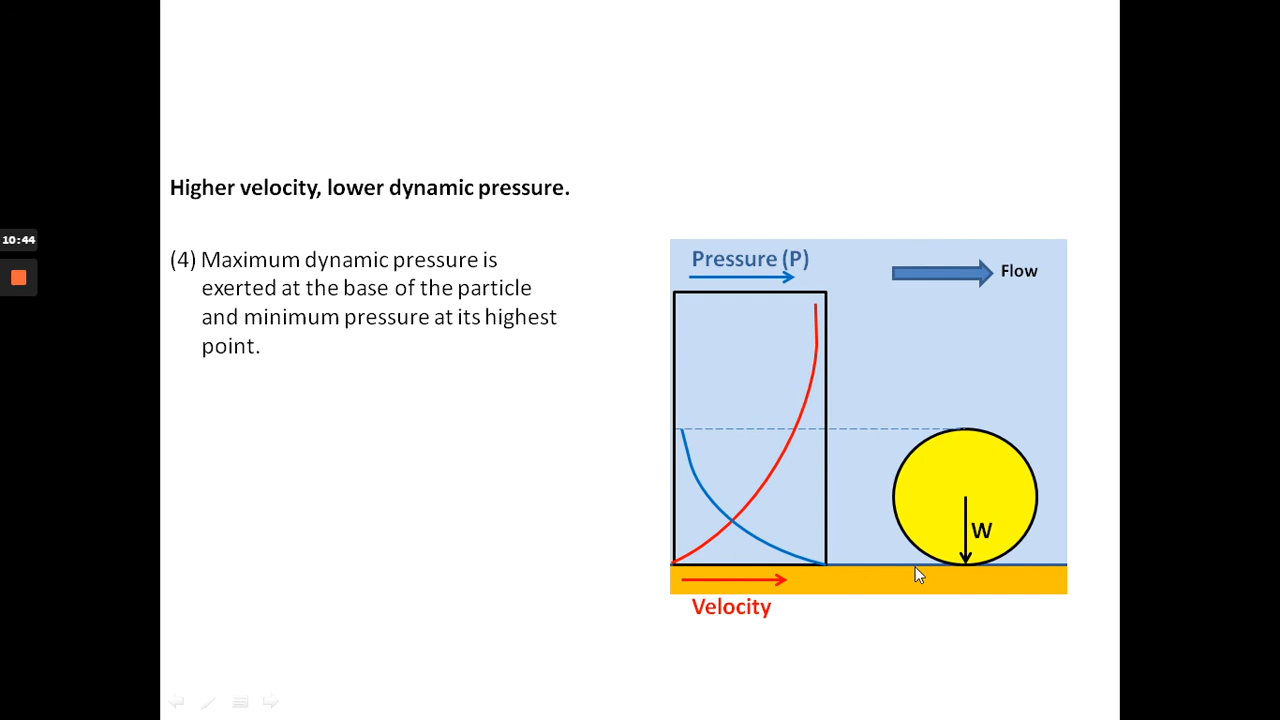 Higher velocity, lower dynamic pressure.
10:44
(4) Maximum dynamic pressure is
exerted at the base of the particle
and minimum pressure at its highest
point.
Pressure (P)
Flow
W
Velocity